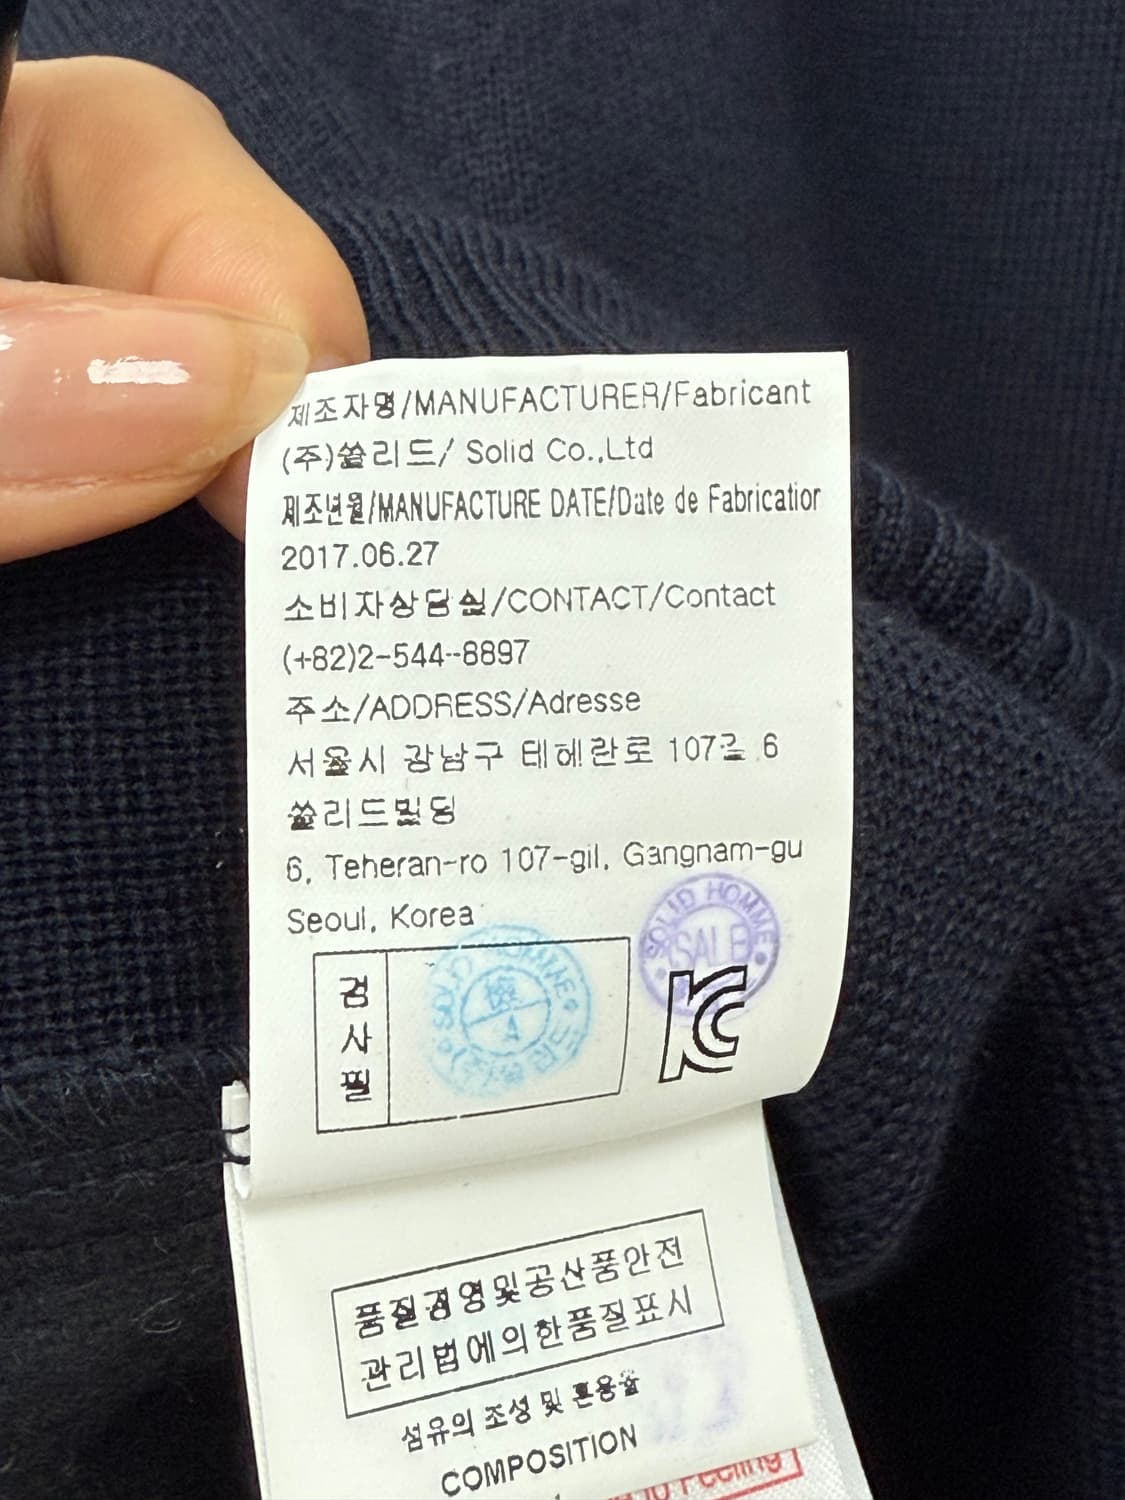 제조자명/MANUFACTURER/Fabricant
(주)쏠리드/ Solid Co.,Ltd
제조년월/MANUFACTURE DATE/Date de Fabrication
2017.06.27
소비자상담실/CONTACT/Contact
(+82)2-544--8897
주소/ADDRESS/Adresse
서울시 강남구 테헤란로 107길 6
쏠리드빌딩
6, Teheran-ro 107-gil, Gangnam-gu
Seoul, Korea
SOLID HOMME
SALE
검사필
품질경영및공산품안전
관리법에의한품질표시
섬유의 조성 및 혼용율
COMPOSITION
to Feeling